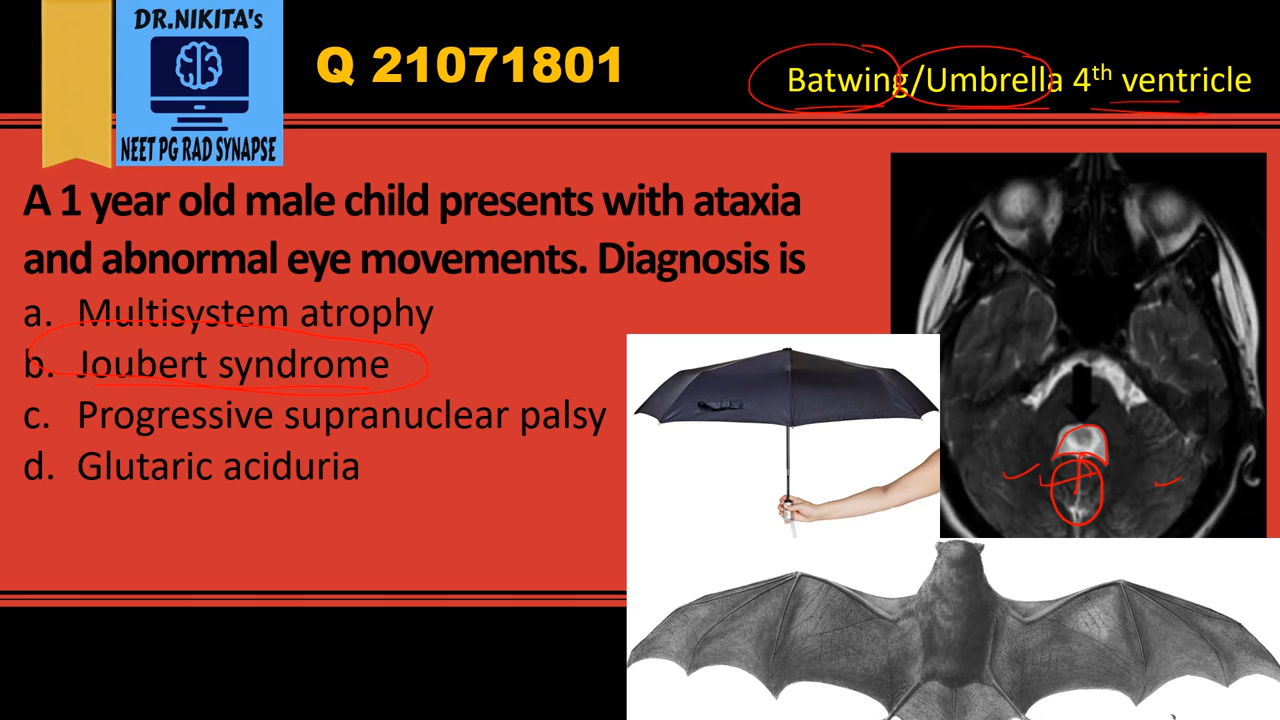 DR.NIKITA's
NEET PG RAD SYNAPSE
Q 21071801
Batwing/Umbrella 4th ventricle
A 1 year old male child presents with ataxia
and abnormal eye movements. Diagnosis is
a. Multisystem atrophy
b. Joubert syndrome
c. Progressive supranuclear palsy
d. Glutaric aciduria